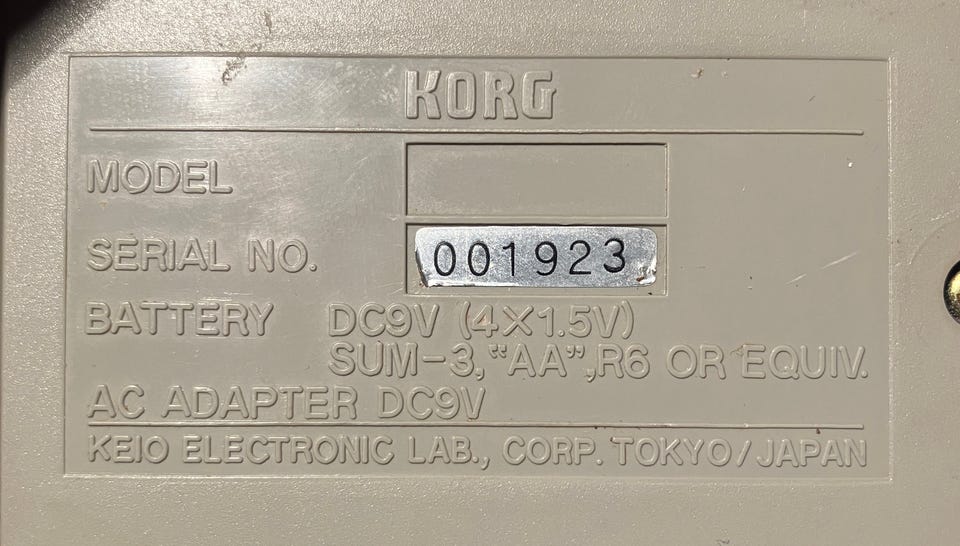 KORG
MODEL
SERIAL NO. 001923
BATTERY DC9V (4×1.5V)
SUM-3,"AA",R6 OR EQUIV.
AC ADAPTER DC9V
KEIO ELECTRONIC LAB., CORP. TOKYO/JAPAN